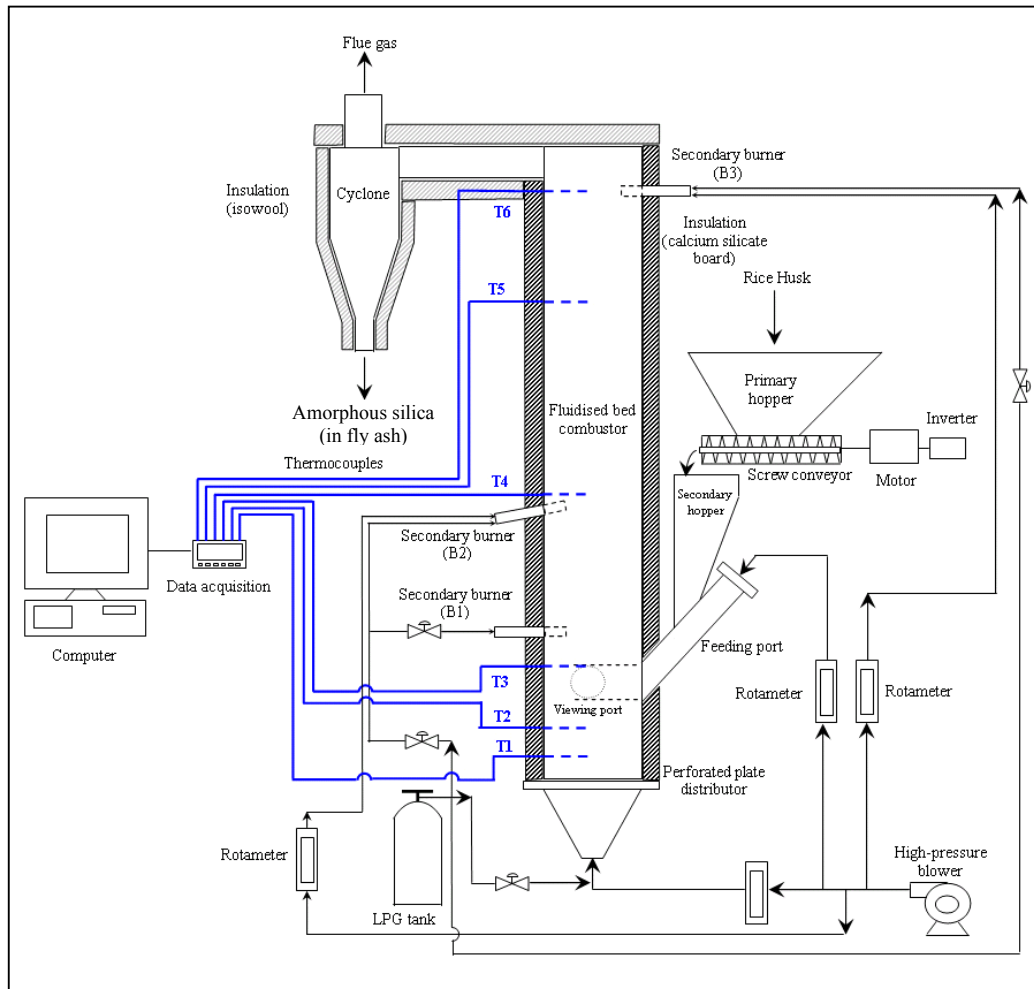 Flue gas
Secondary burner
(B3)
Insulation
(isowool)
Cyclone
T6
Insulation
(calcium silicate
board)
Rice Husk
T5
Primary
hopper
Amorphous silica
(in fly ash)
Fluidised bed
combustor
Inverter
Thermocouples
Screw conveyor
Motor
T4
Secondary
hopper
Secondary burner
(B2)
Data acquisition
Secondary burner
(B1)
Computer
Feeding port
T3
Rotameter
Rotameter
Viewing port
T2
T1
Perforated plate
distributor
Rotameter
High-pressure
blower
LPG tank